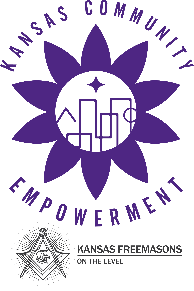 KANSAS COMMUNITY
EMPOWERMENT
KANSAS FREEMASONS
ON THE LEVEL